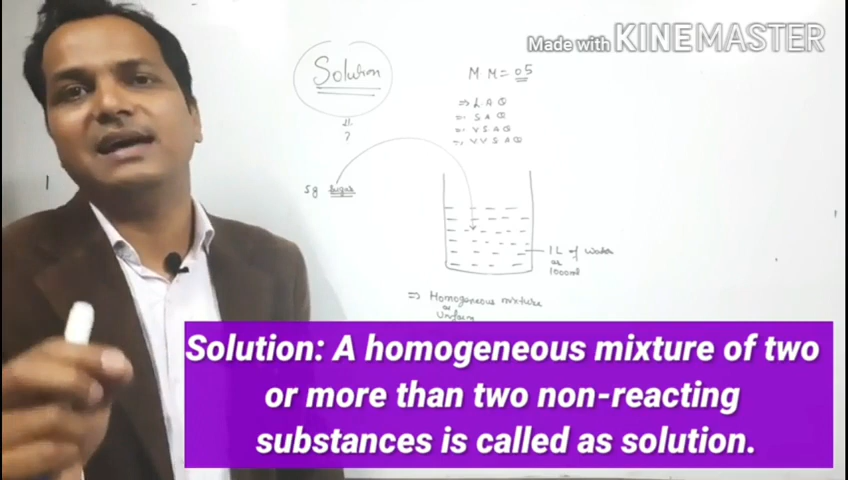 Made with KINEMASTER
Solution
?
M M = 05
⇒ L A Q
⇒ S A Q
⇒ V S A Q
⇒ V V S A Q
5g sugar
1 L of water
or
1000ml
⇒ Homogeneous mixture
or
Uniform
Solution: A homogeneous mixture of two
or more than two non-reacting
substances is called as solution.